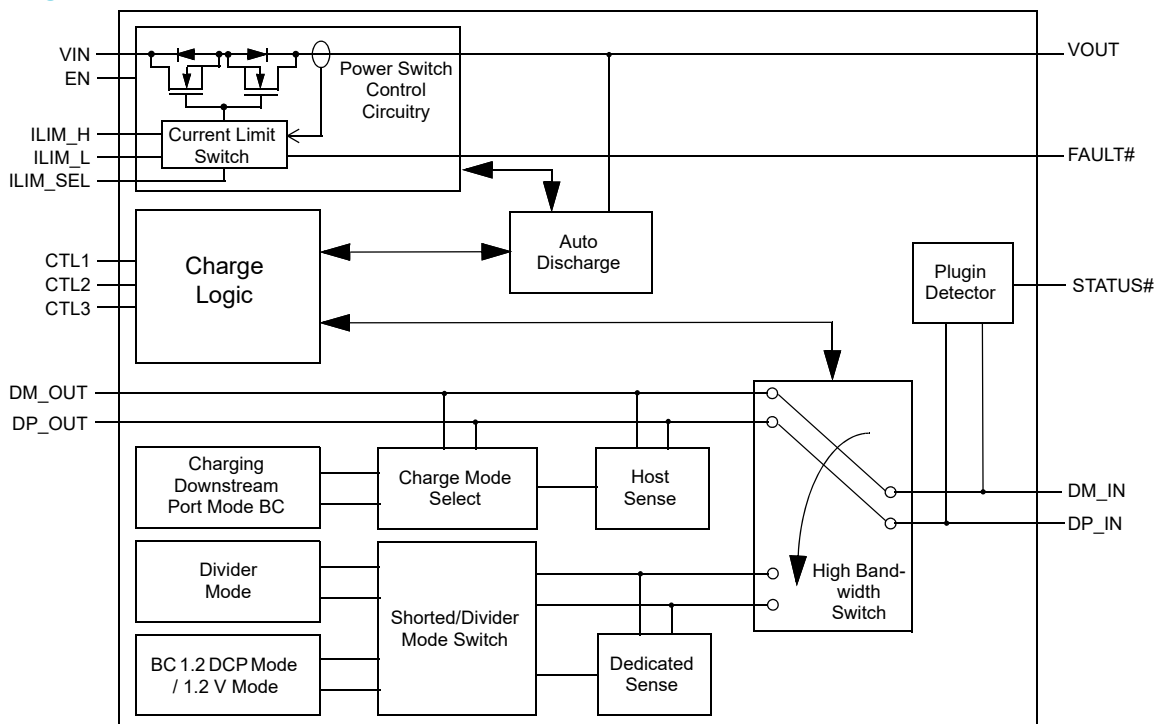 VIN
EN
ILIM_H
ILIM_L
ILIM_SEL
Power Switch
Control
Circuitry
Current Limit
Switch
VOUT
FAULT#
CTL1
CTL2
CTL3
Charge
Logic
Auto
Discharge
Plugin
Detector
STATUS#
DM_OUT
DP_OUT
Charging
Downstream
Port Mode BC
Charge Mode
Select
Host
Sense
DM_IN
DP_IN
High Band-
width
Switch
Divider
Mode
Shorted/Divider
Mode Switch
BC 1.2 DCP Mode
/ 1.2 V Mode
Dedicated
Sense